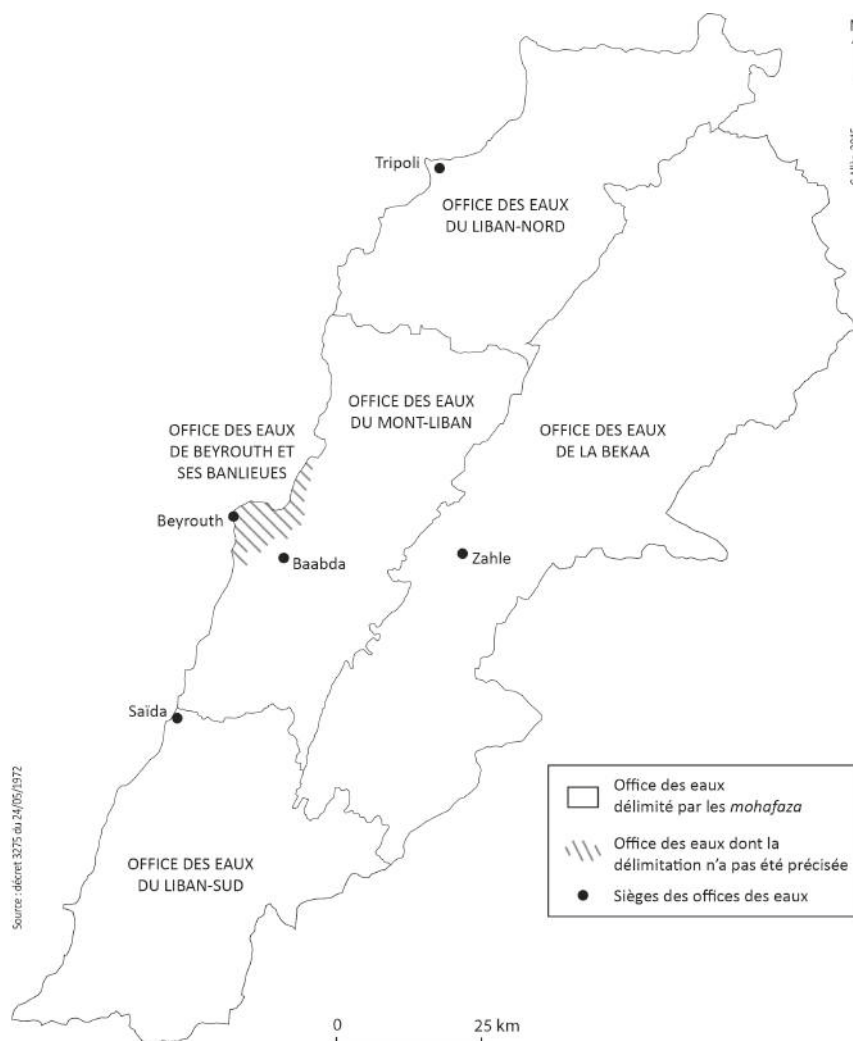 N
Tripoli
OFFICE DES EAUX
DU LIBAN-NORD
OFFICE DES EAUX
DU MONT-LIBAN
OFFICE DES EAUX
DE BEYROUTH ET
SES BANLIEUES
OFFICE DES EAUX
DE LA BEKAA
Beyrouth
Baabda
Zahle
Saïda
OFFICE DES EAUX
DU LIBAN-SUD
Office des eaux
délimité par les mohafaza
Office des eaux dont la
délimitation n'a pas été précisée
Sièges des offices des eaux
Source : décret 3275 du 24/05/1972
0 25 km